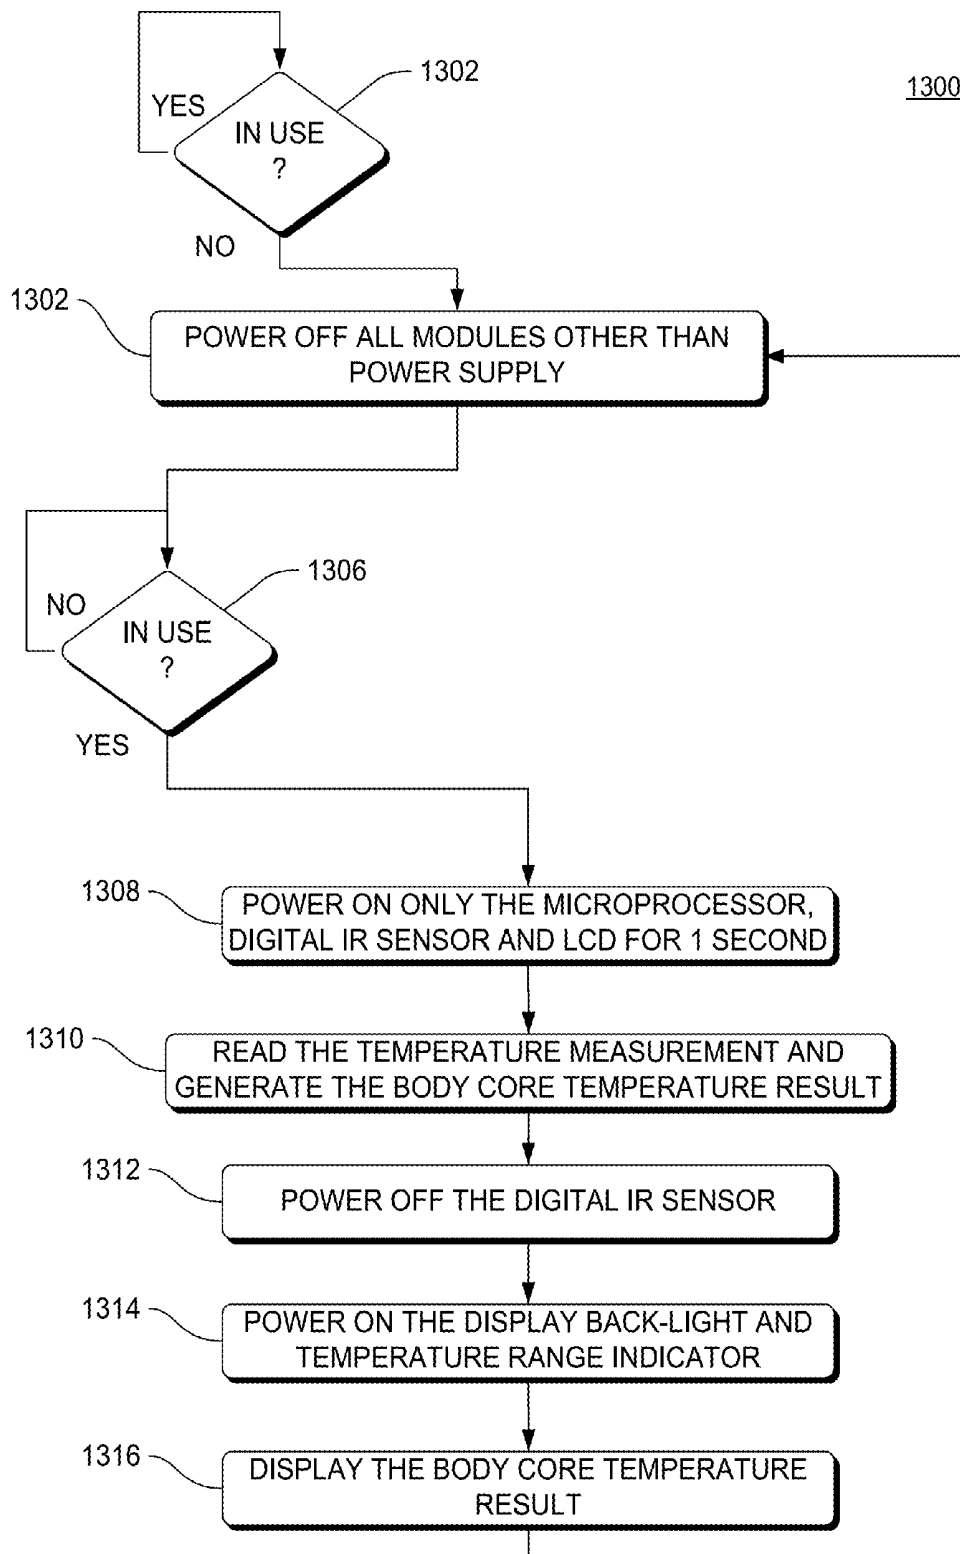 1302
1300
YES
IN USE
?
NO
1302
POWER OFF ALL MODULES OTHER THAN
POWER SUPPLY
1306
NO
IN USE
?
YES
1308
POWER ON ONLY THE MICROPROCESSOR,
DIGITAL IR SENSOR AND LCD FOR 1 SECOND
1310
READ THE TEMPERATURE MEASUREMENT AND
GENERATE THE BODY CORE TEMPERATURE RESULT
1312
POWER OFF THE DIGITAL IR SENSOR
1314
POWER ON THE DISPLAY BACK-LIGHT AND
TEMPERATURE RANGE INDICATOR
1316
DISPLAY THE BODY CORE TEMPERATURE
RESULT